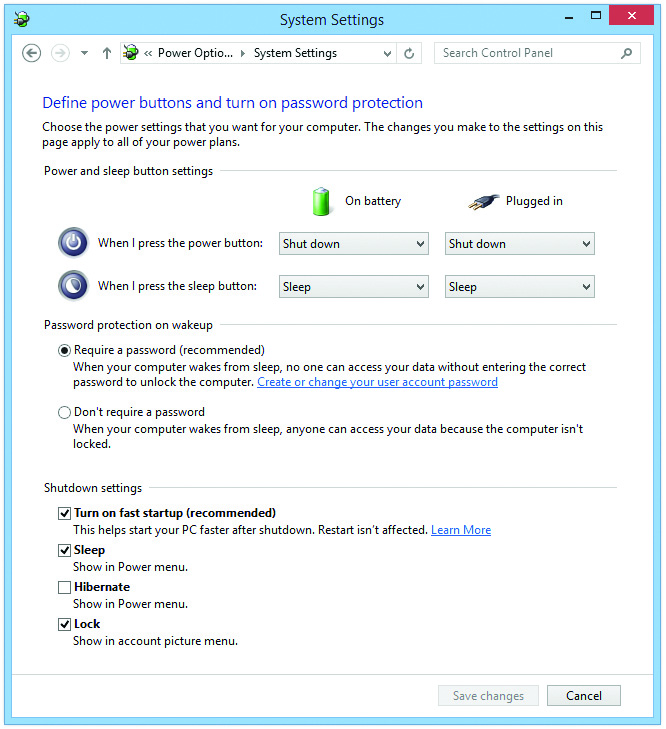 System Settings
« Power Optio... System Settings
Search Control Panel
Define power buttons and turn on password protection
Choose the power settings that you want for your computer. The changes you make to the settings on this
page apply to all of your power plans.
Power and sleep button settings
On battery Plugged in
When I press the power button: Shut down Shut down
When I press the sleep button: Sleep Sleep
Password protection on wakeup
Require a password (recommended)
When your computer wakes from sleep, no one can access your data without entering the correct
password to unlock the computer. Create or change your user account password
Don't require a password
When your computer wakes from sleep, anyone can access your data because the computer isn't
locked.
Shutdown settings
Turn on fast startup (recommended)
This helps start your PC faster after shutdown. Restart isn't affected. Learn More
Sleep
Show in Power menu.
Hibernate
Show in Power menu.
Lock
Show in account picture menu.
Save changes Cancel